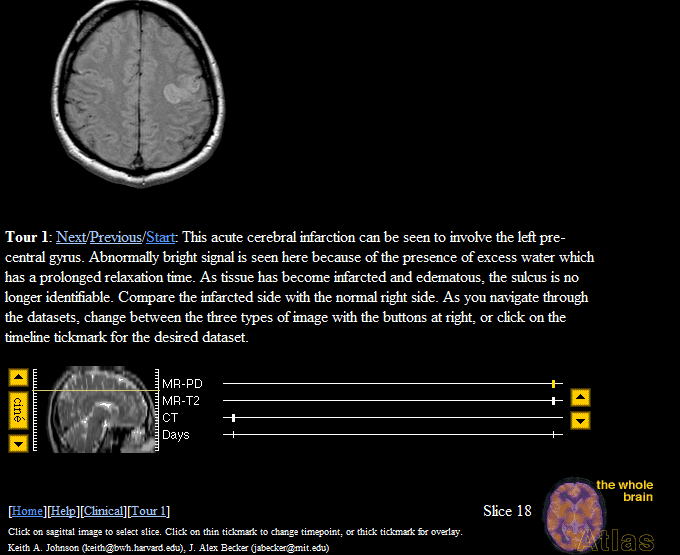 Tour 1: Next/Previous/Start: This acute cerebral infarction can be seen to involve the left pre-
central gyrus. Abnormally bright signal is seen here because of the presence of excess water which
has a prolonged relaxation time. As tissue has become infarcted and edematous, the sulcus is no
longer identifiable. Compare the infarcted side with the normal right side. As you navigate through
the datasets, change between the three types of image with the buttons at right, or click on the
timeline tickmark for the desired dataset.
ciné
MR-PD
MR-T2
CT
Days
the whole
brain
Atlas
[Home][Help][Clinical][Tour 1]
Slice 18
Click on sagittal image to select slice. Click on thin tickmark to change timepoint, or thick tickmark for overlay.
Keith A. Johnson (keith@bwh.harvard.edu), J. Alex Becker (jabecker@mit.edu)